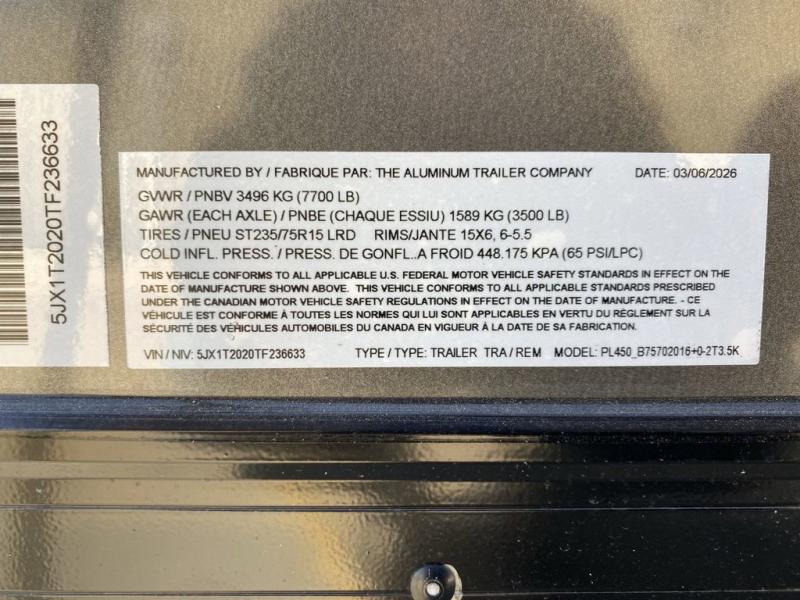 5JX1T2020TF236633
MANUFACTURED BY / FABRIQUE PAR: THE ALUMINUM TRAILER COMPANY DATE: 03/06/2026
GVWR / PNBV 3496 KG (7700 LB)
GAWR (EACH AXLE) / PNBE (CHAQUE ESSIU) 1589 KG (3500 LB)
TIRES / PNEU ST235/75R15 LRD RIMS/JANTE 15X6, 6-5.5
COLD INFL. PRESS. / PRESS. DE GONFL..A FROID 448.175 KPA (65 PSI/LPC)
THIS VEHICLE CONFORMS TO ALL APPLICABLE U.S. FEDERAL MOTOR VEHICLE SAFETY STANDARDS IN EFFECT ON THE
DATE OF MANUFACTURE SHOWN ABOVE. THIS VEHICLE CONFORMS TO ALL APPLICABLE STANDARDS PRESCRIBED
UNDER THE CANADIAN MOTOR VEHICLE SAFETY REGULATIONS IN EFFECT ON THE DATE OF MANUFACTURE. - CE
VÉHICULE EST CONFORME À TOUTES LES NORMES QUI LUI SONT APPLICABLES EN VERTU DU RÈGLEMENT SUR LA
SÉCURITÉ DES VÉHICULES AUTOMOBILES DU CANADA EN VIGUEUR À LA DATE DE SA FABRICATION.
VIN / NIV: 5JX1T2020TF236633 TYPE / TYPE: TRAILER TRA / REM MODEL: PL450_B75702016+0-2T3.5K